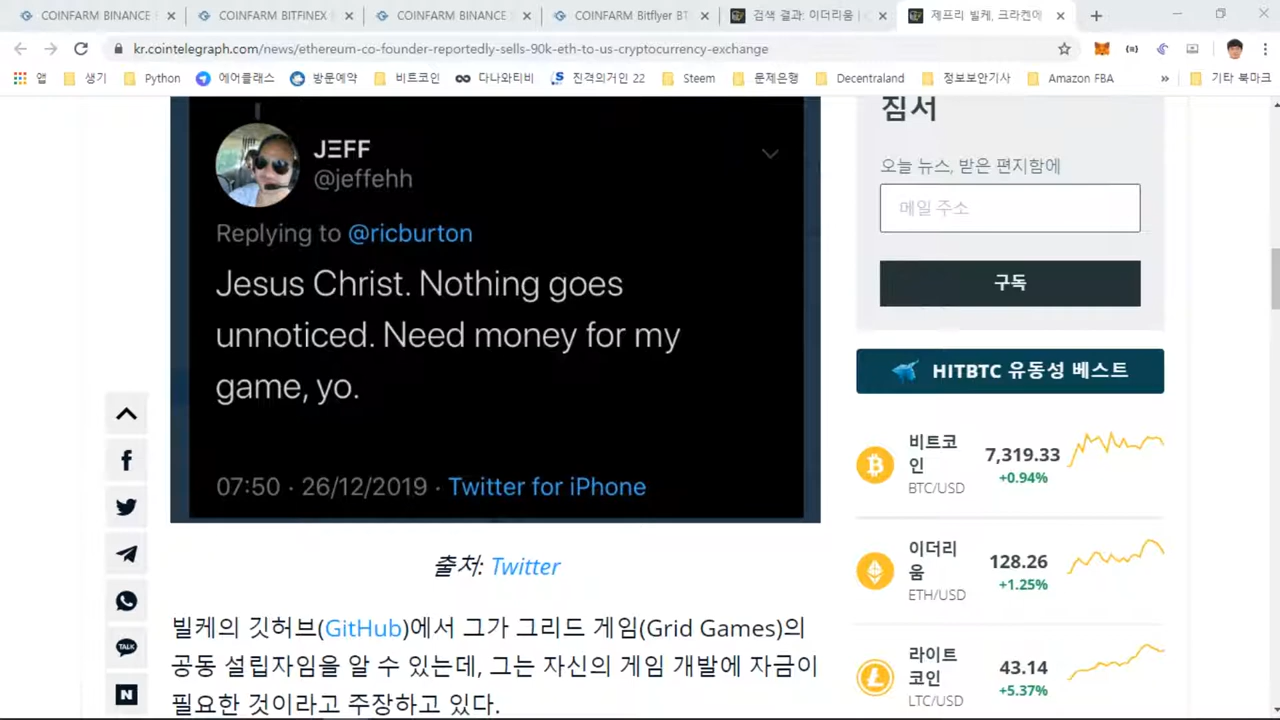 COINFARM BINANCE
COINFARM BITFINEX
COINFARM BINANCE
COINFARM Bitflyer BT
검색 결과: 이더리움 |
제프리 빌케, 크라켄에
kr.cointelegraph.com/news/ethereum-co-founder-reportedly-sells-90k-eth-to-us-cryptocurrency-exchange
앱 생기 Python 에어클래스 방문예약 비트코인 다나와티비 진격의거인 22 Steem 문제은행 Decentraland 정보보안기사 Amazon FBA » 기타 북마크
JΞFF
@jeffehh
Replying to @ricburton
Jesus Christ. Nothing goes
unnoticed. Need money for my
game, yo.
07:50 · 26/12/2019 · Twitter for iPhone
출처: Twitter
빌케의 깃허브(GitHub)에서 그가 그리드 게임(Grid Games)의
공동 설립자임을 알 수 있는데, 그는 자신의 게임 개발에 자금이
필요한 것이라고 주장하고 있다.
TALK
N
침서
오늘 뉴스, 받은 편지함에
메일 주소
구독
HITBTC 유동성 베스트
비트코
인
BTC/USD
7,319.33
+0.94%
이더리
움
ETH/USD
128.26
+1.25%
라이트
코인
LTC/USD
43.14
+5.37%